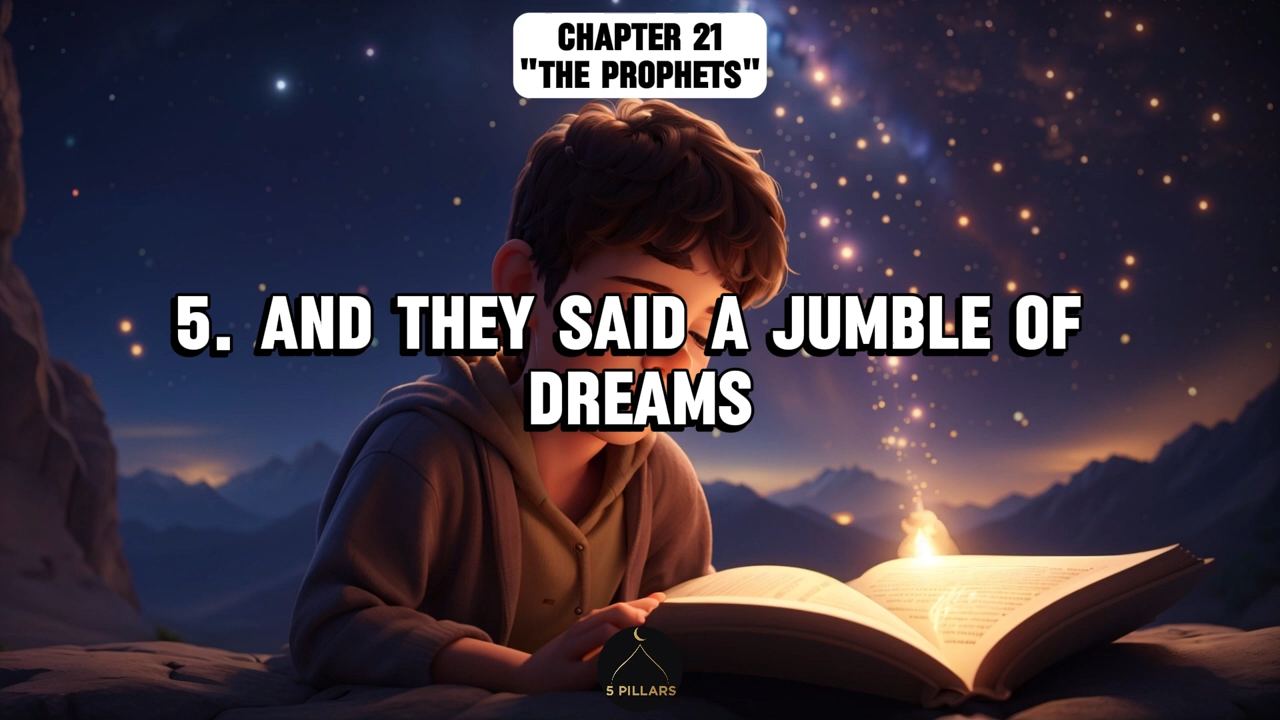 CHAPTER 21
"THE PROPHETS"
5. AND THEY SAID A JUMBLE OF
DREAMS
5 PILLARS